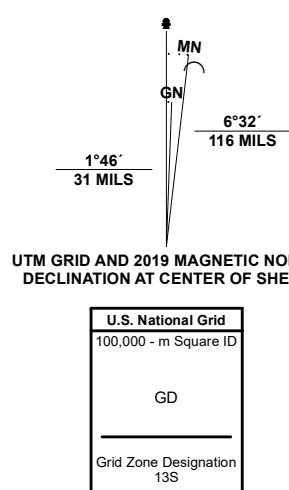 MN
GN
6°32´
116 MILS
1°46´
31 MILS
UTM GRID AND 2019 MAGNETIC NO
DECLINATION AT CENTER OF SHE
U.S. National Grid
100,000 - m Square ID
GD
Grid Zone Designation
13S